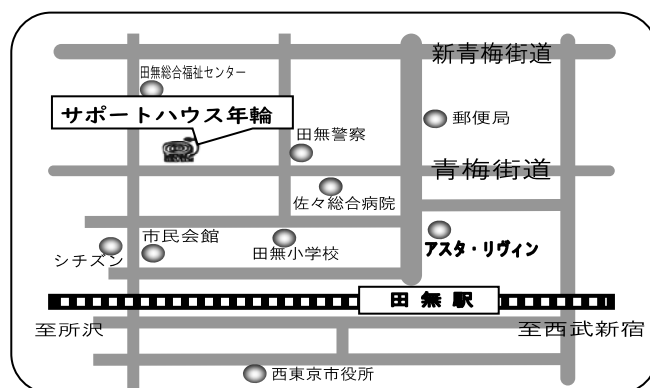 新青梅街道
田無総合福祉センター
サポートハウス年輪
郵便局
田無警察
青梅街道
佐々総合病院
市民会館
シチズン
田無小学校
アスタ・リヴィン
田無駅
至所沢
至西武新宿
西東京市役所